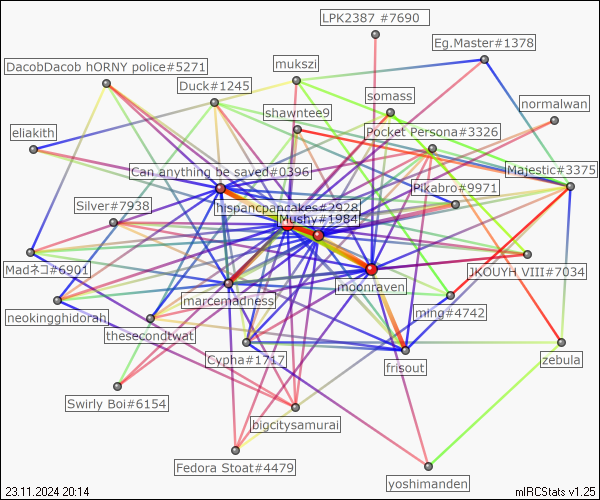 LPK2387 #7690
Eg.Master#1378
DacobDacob hORNY police#5271
mukszi
Duck#1245
somass
normalwan
shawntee9
eliakith
Pocket Persona#3326
Can anything be saved#0396
Majestic#3375
Pikabro#9971
Silver#7938
hispancpancakes#2928
Mushy#1984
Madネコ#6901
JKOUYH VIII#7034
moonraven
marcemadness
neokingghidorah
ming#4742
thesecondtwat
Cypha#1717
zebula
frisout
Swirly Boi#6154
bigcitysamurai
Fedora Stoat#4479
yoshimanden
23.11.2024 20:14
mIRCStats v1.25